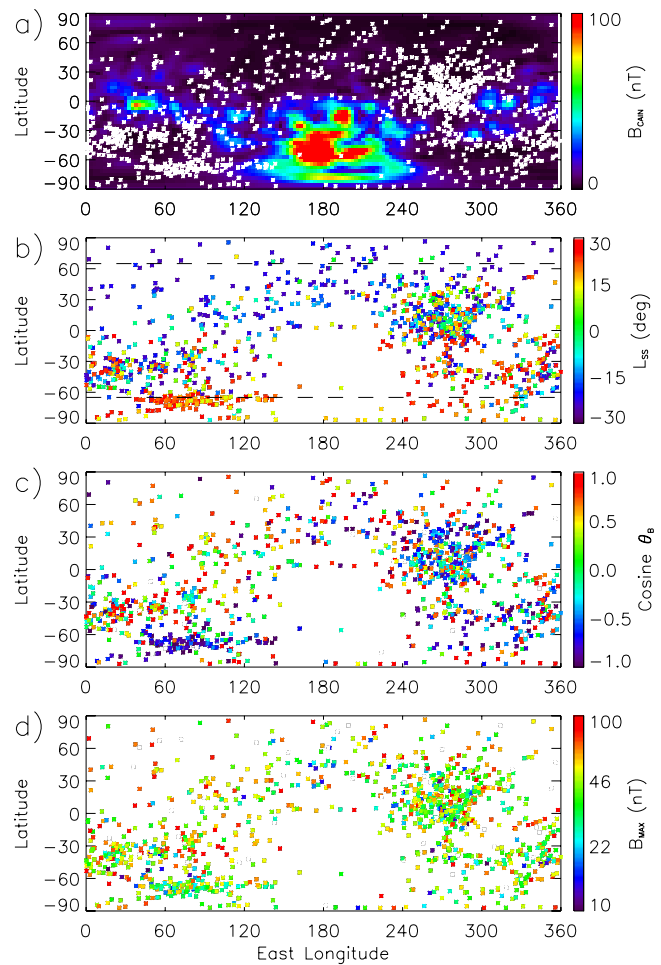 a)
90
60
30
0
−30
−60
−90
Latitude
0 60 120 180 240 300 360
100
0
B_CAIN (nT)
b)
90
60
30
0
−30
−60
−90
Latitude
0 60 120 180 240 300 360
30
15
0
−15
−30
L_SS (deg)
c)
90
60
30
0
−30
−60
−90
Latitude
0 60 120 180 240 300 360
1.0
0.5
0.0
−0.5
−1.0
Cosine θ_B
d)
90
60
30
0
−30
−60
−90
Latitude
0 60 120 180 240 300 360
East Longitude
100
46
22
10
B_MAX (nT)